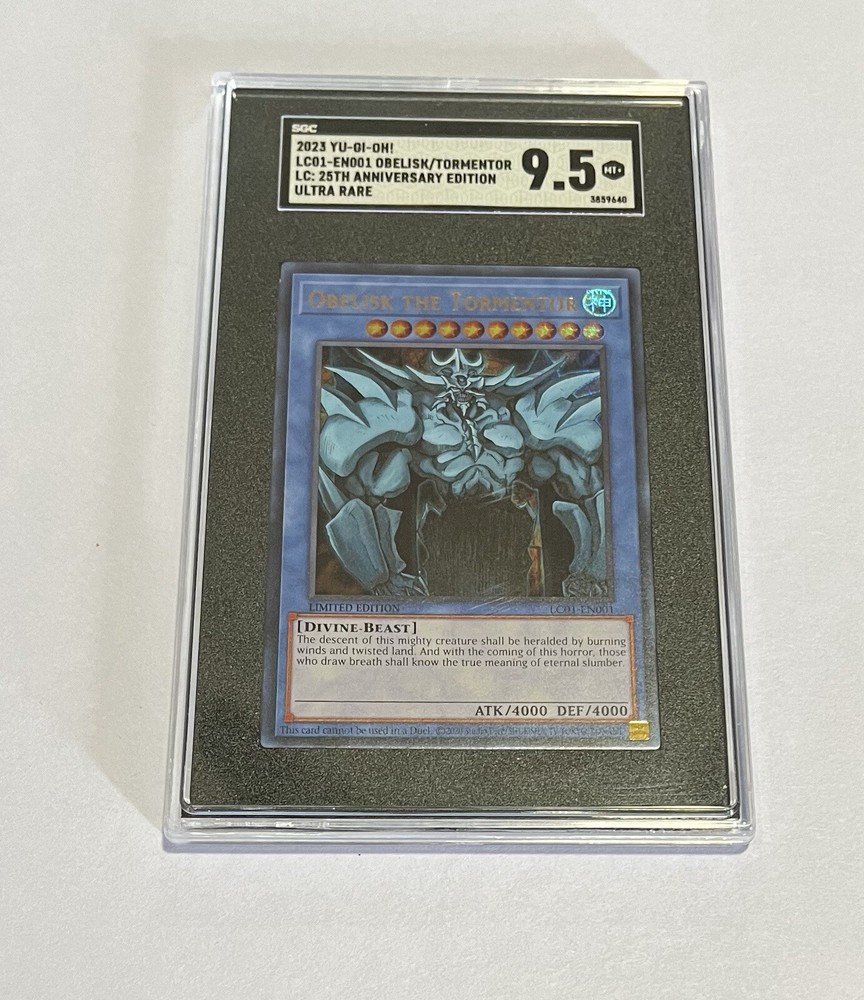 SGC
2023 YU-GI-OH!
LC01-EN001 OBELISK/TORMENTOR
LC: 25TH ANNIVERSARY EDITION
ULTRA RARE
9.5
MT+
3859640
OBELISK THE TORMENTOR
神
LIMITED EDITION
LC01-EN001
[DIVINE-BEAST]
The descent of this mighty creature shall be heralded by burning
winds and twisted land. And with the coming of this horror, those
who draw breath shall know the true meaning of eternal slumber.
ATK/4000 DEF/4000
This card cannot be used in a Duel.